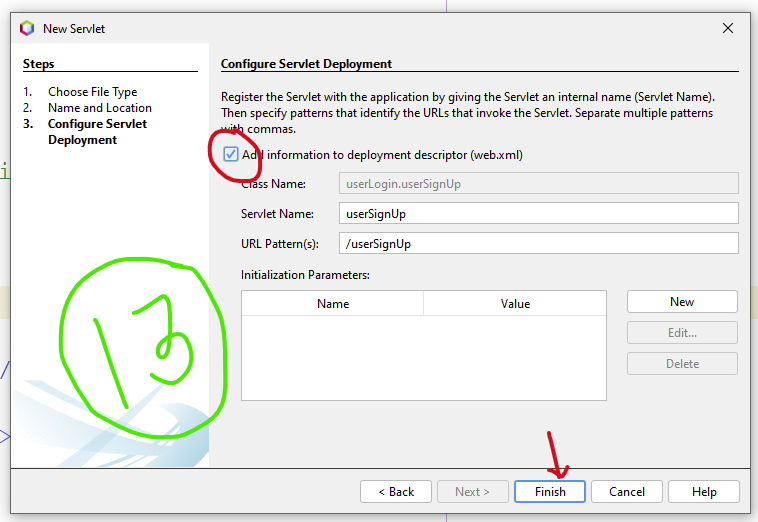 New Servlet
Steps
1. Choose File Type
2. Name and Location
3. Configure Servlet
Deployment
Configure Servlet Deployment
Register the Servlet with the application by giving the Servlet an internal name (Servlet Name).
Then specify patterns that identify the URLs that invoke the Servlet. Separate multiple patterns
with commas.
Add information to deployment descriptor (web.xml)
Class Name: userLogin.userSignUp
Servlet Name: userSignUp
URL Pattern(s): /userSignUp
Initialization Parameters:
Name Value
New
Edit...
Delete
13
< Back Next > Finish Cancel Help
i
/
>